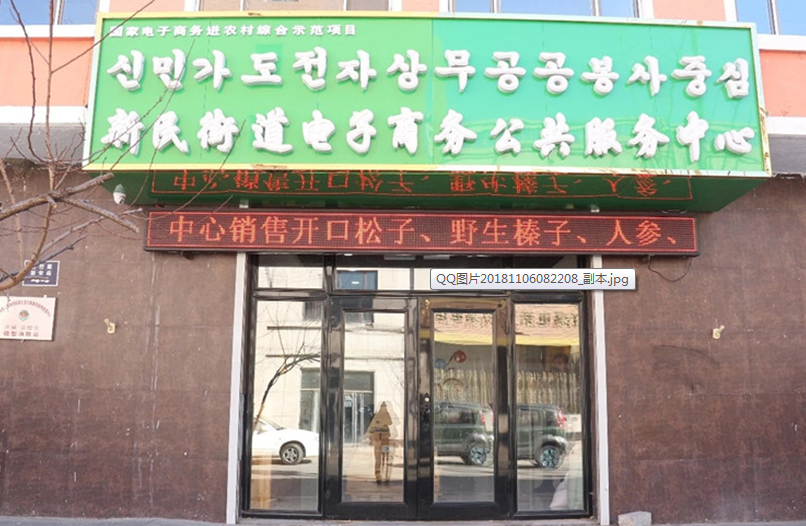 国家电子商务进农村綜合示范项目
신민가도전자상무공공봉사중심
新民街道电子商务公共服务中心
中心销售开口松子、野生榛子、人参、
QQ图片20181106082208_副本.jpg